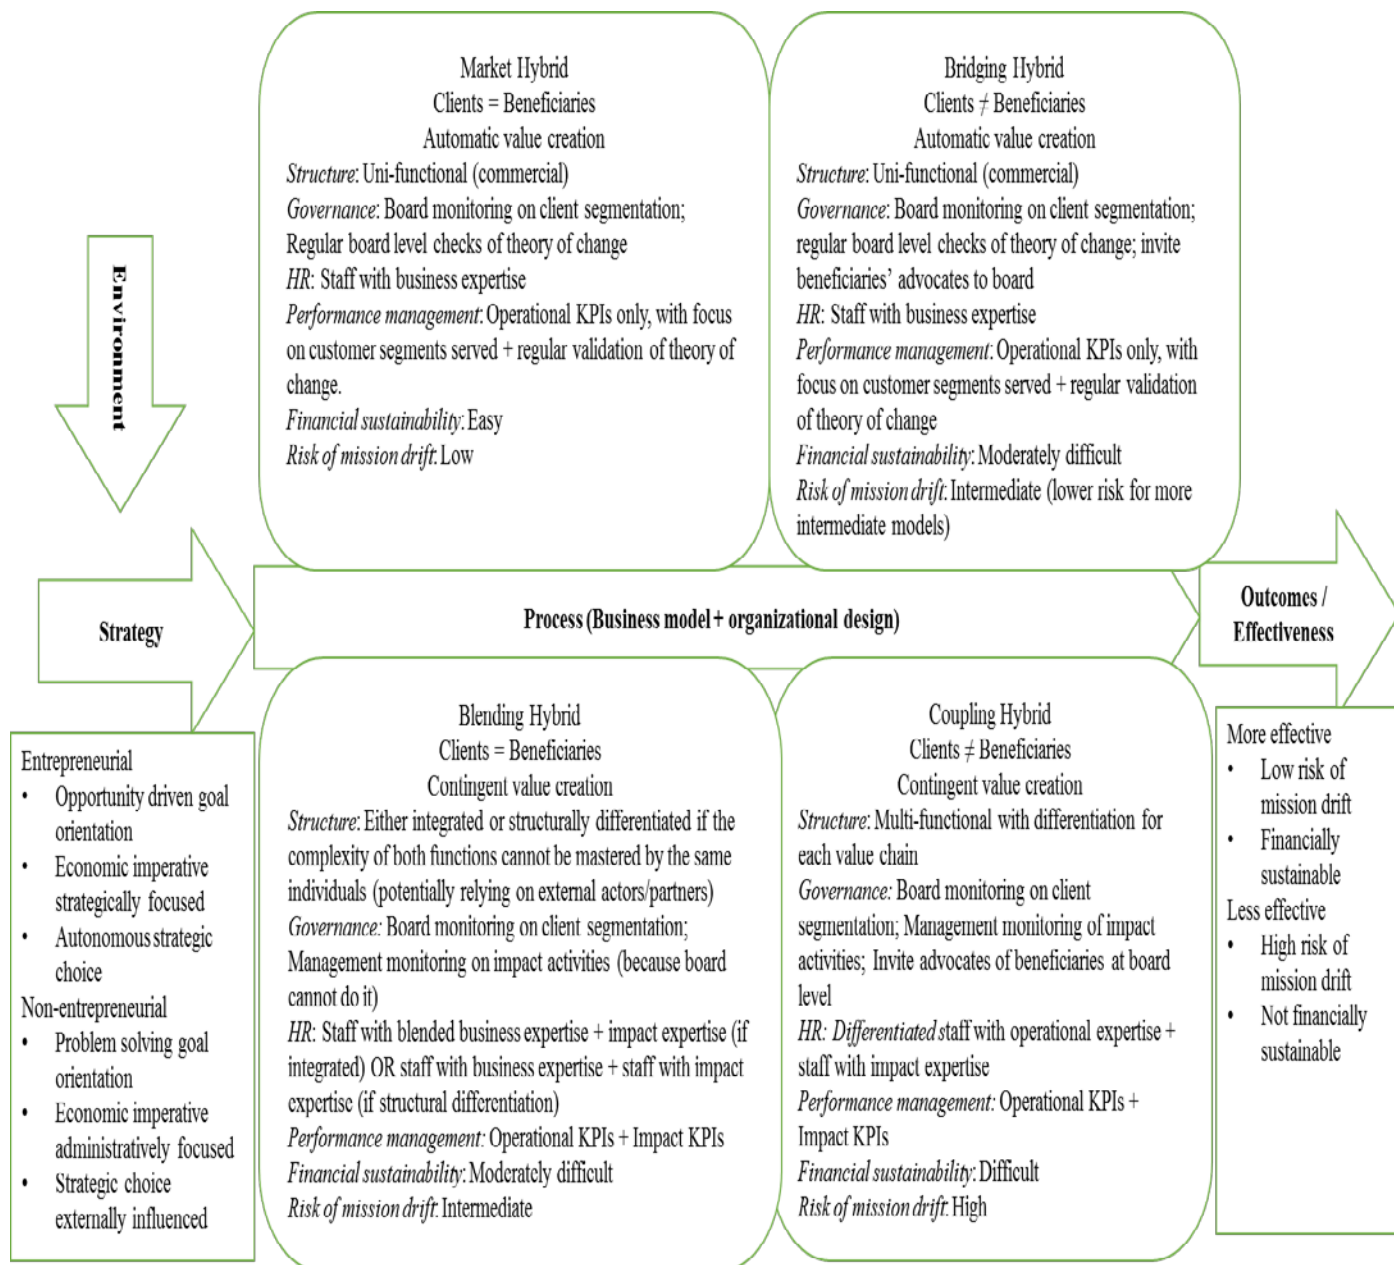 Market Hybrid
Clients = Beneficiaries
Automatic value creation
Structure: Uni-functional (commercial)
Governance: Board monitoring on client segmentation;
Regular board level checks of theory of change
HR: Staff with business expertise
Performance management: Operational KPIs only, with focus
on customer segments served + regular validation of theory of
change.
Financial sustainability: Easy
Risk of mission drift: Low
Bridging Hybrid
Clients ≠ Beneficiaries
Automatic value creation
Structure: Uni-functional (commercial)
Governance: Board monitoring on client segmentation;
regular board level checks of theory of change; invite
beneficiaries’ advocates to board
HR: Staff with business expertise
Performance management: Operational KPIs only, with
focus on customer segments served + regular validation
of theory of change
Financial sustainability: Moderately difficult
Risk of mission drift: Intermediate (lower risk for more
intermediate models)
Environment
Strategy
Process (Business model + organizational design)
Outcomes /
Effectiveness
Entrepreneurial
• Opportunity driven goal
orientation
• Economic imperative
strategically focused
• Autonomous strategic
choice
Non-entrepreneurial
• Problem solving goal
orientation
• Economic imperative
administratively focused
• Strategic choice
externally influenced
Blending Hybrid
Clients = Beneficiaries
Contingent value creation
Structure: Either integrated or structurally differentiated if the
complexity of both functions cannot be mastered by the same
individuals (potentially relying on external actors/partners)
Governance: Board monitoring on client segmentation;
Management monitoring on impact activities (because board
cannot do it)
HR: Staff with blended business expertise + impact expertise (if
integrated) OR staff with business expertise + staff with impact
expertise (if structural differentiation)
Performance management: Operational KPIs + Impact KPIs
Financial sustainability: Moderately difficult
Risk of mission drift: Intermediate
Coupling Hybrid
Clients ≠ Beneficiaries
Contingent value creation
Structure: Multi-functional with differentiation for
each value chain
Governance: Board monitoring on client
segmentation; Management monitoring of impact
activities; Invite advocates of beneficiaries at board
level
HR: Differentiated staff with operational expertise +
staff with impact expertise
Performance management: Operational KPIs +
Impact KPIs
Financial sustainability: Difficult
Risk of mission drift: High
More effective
• Low risk of
mission drift
• Financially
sustainable
Less effective
• High risk of
mission drift
• Not financially
sustainable